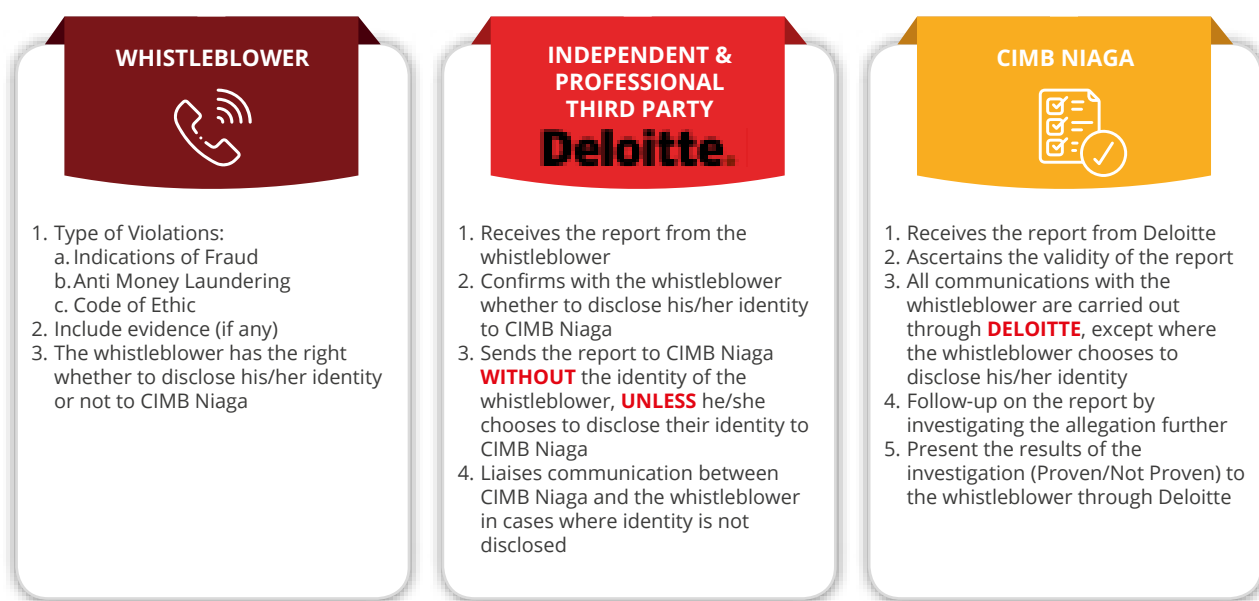 WHISTLEBLOWER
1. Type of Violations:
a. Indications of Fraud
b.Anti Money Laundering
c. Code of Ethic
2. Include evidence (if any)
3. The whistleblower has the right
whether to disclose his/her identity
or not to CIMB Niaga
INDEPENDENT &
PROFESSIONAL
THIRD PARTY
Deloitte.
1. Receives the report from the
whistleblower
2. Confirms with the whistleblower
whether to disclose his/her identity
to CIMB Niaga
3. Sends the report to CIMB Niaga
WITHOUT the identity of the
whistleblower, UNLESS he/she
chooses to disclose their identity to
CIMB Niaga
4. Liaises communication between
CIMB Niaga and the whistleblower
in cases where identity is not
disclosed
CIMB NIAGA
1. Receives the report from Deloitte
2. Ascertains the validity of the report
3. All communications with the
whistleblower are carried out
through DELOITTE, except where
the whistleblower chooses to
disclose his/her identity
4. Follow-up on the report by
investigating the allegation further
5. Present the results of the
investigation (Proven/Not Proven) to
the whistleblower through Deloitte